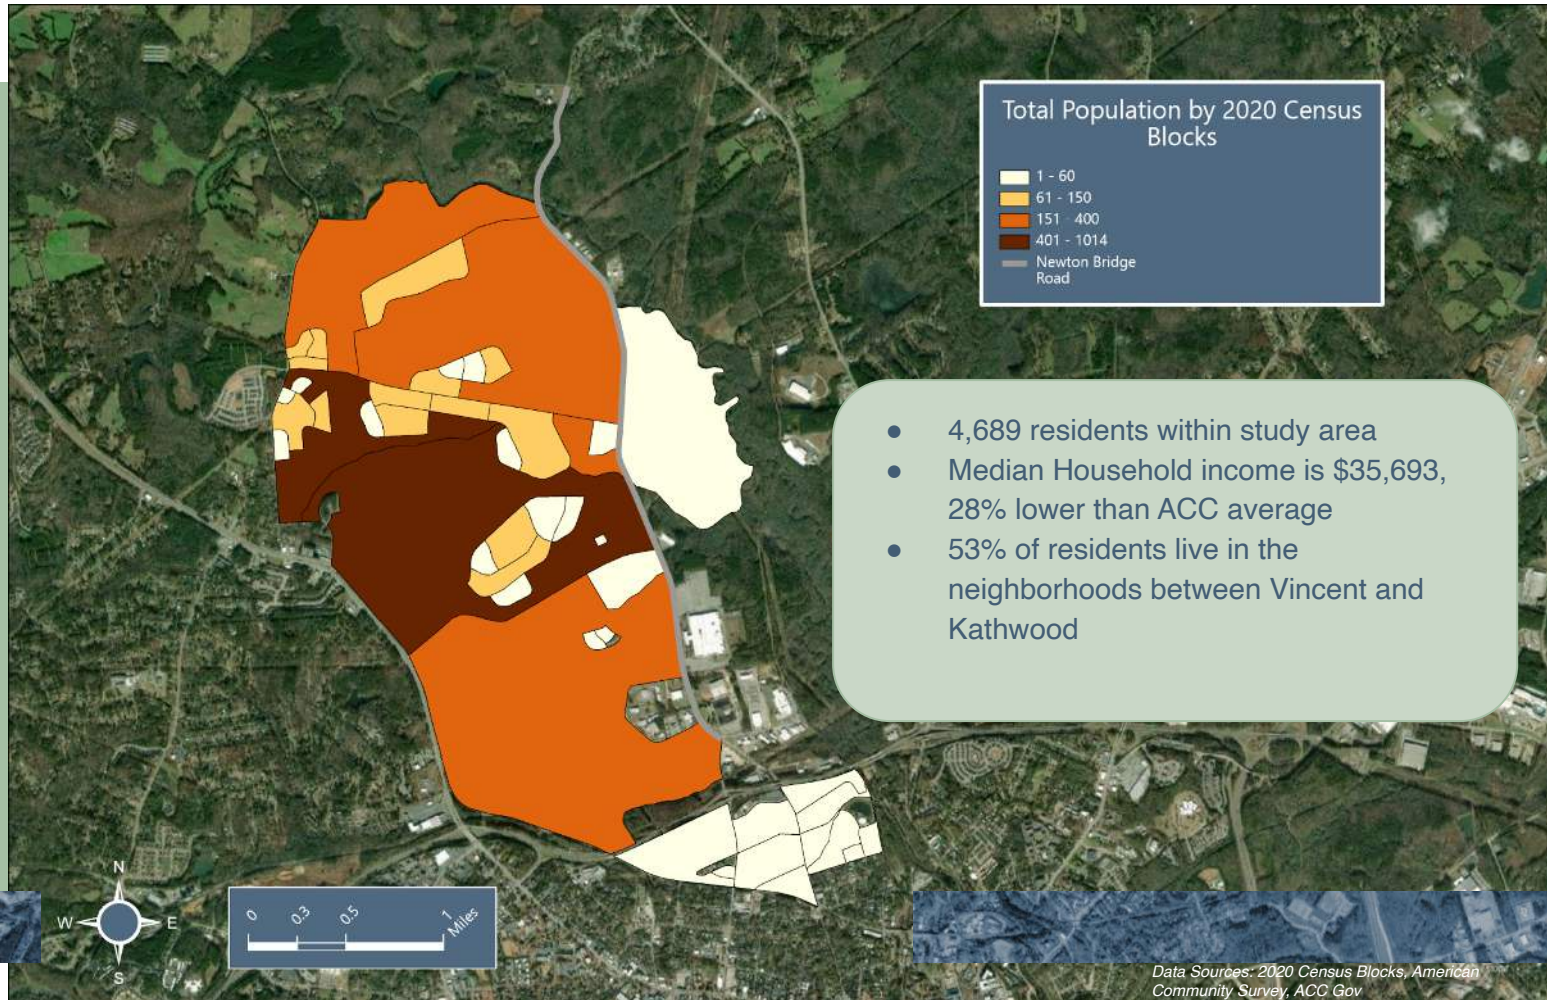 Total Population by 2020 Census
Blocks
1 - 60
61 - 150
151 - 400
401 - 1014
Newton Bridge
Road
● 4,689 residents within study area
● Median Household income is $35,693,
28% lower than ACC average
● 53% of residents live in the
neighborhoods between Vincent and
Kathwood
N
W E
S
0 0.3 0.5 1
Miles
Data Sources: 2020 Census Blocks, American
Community Survey, ACC Gov